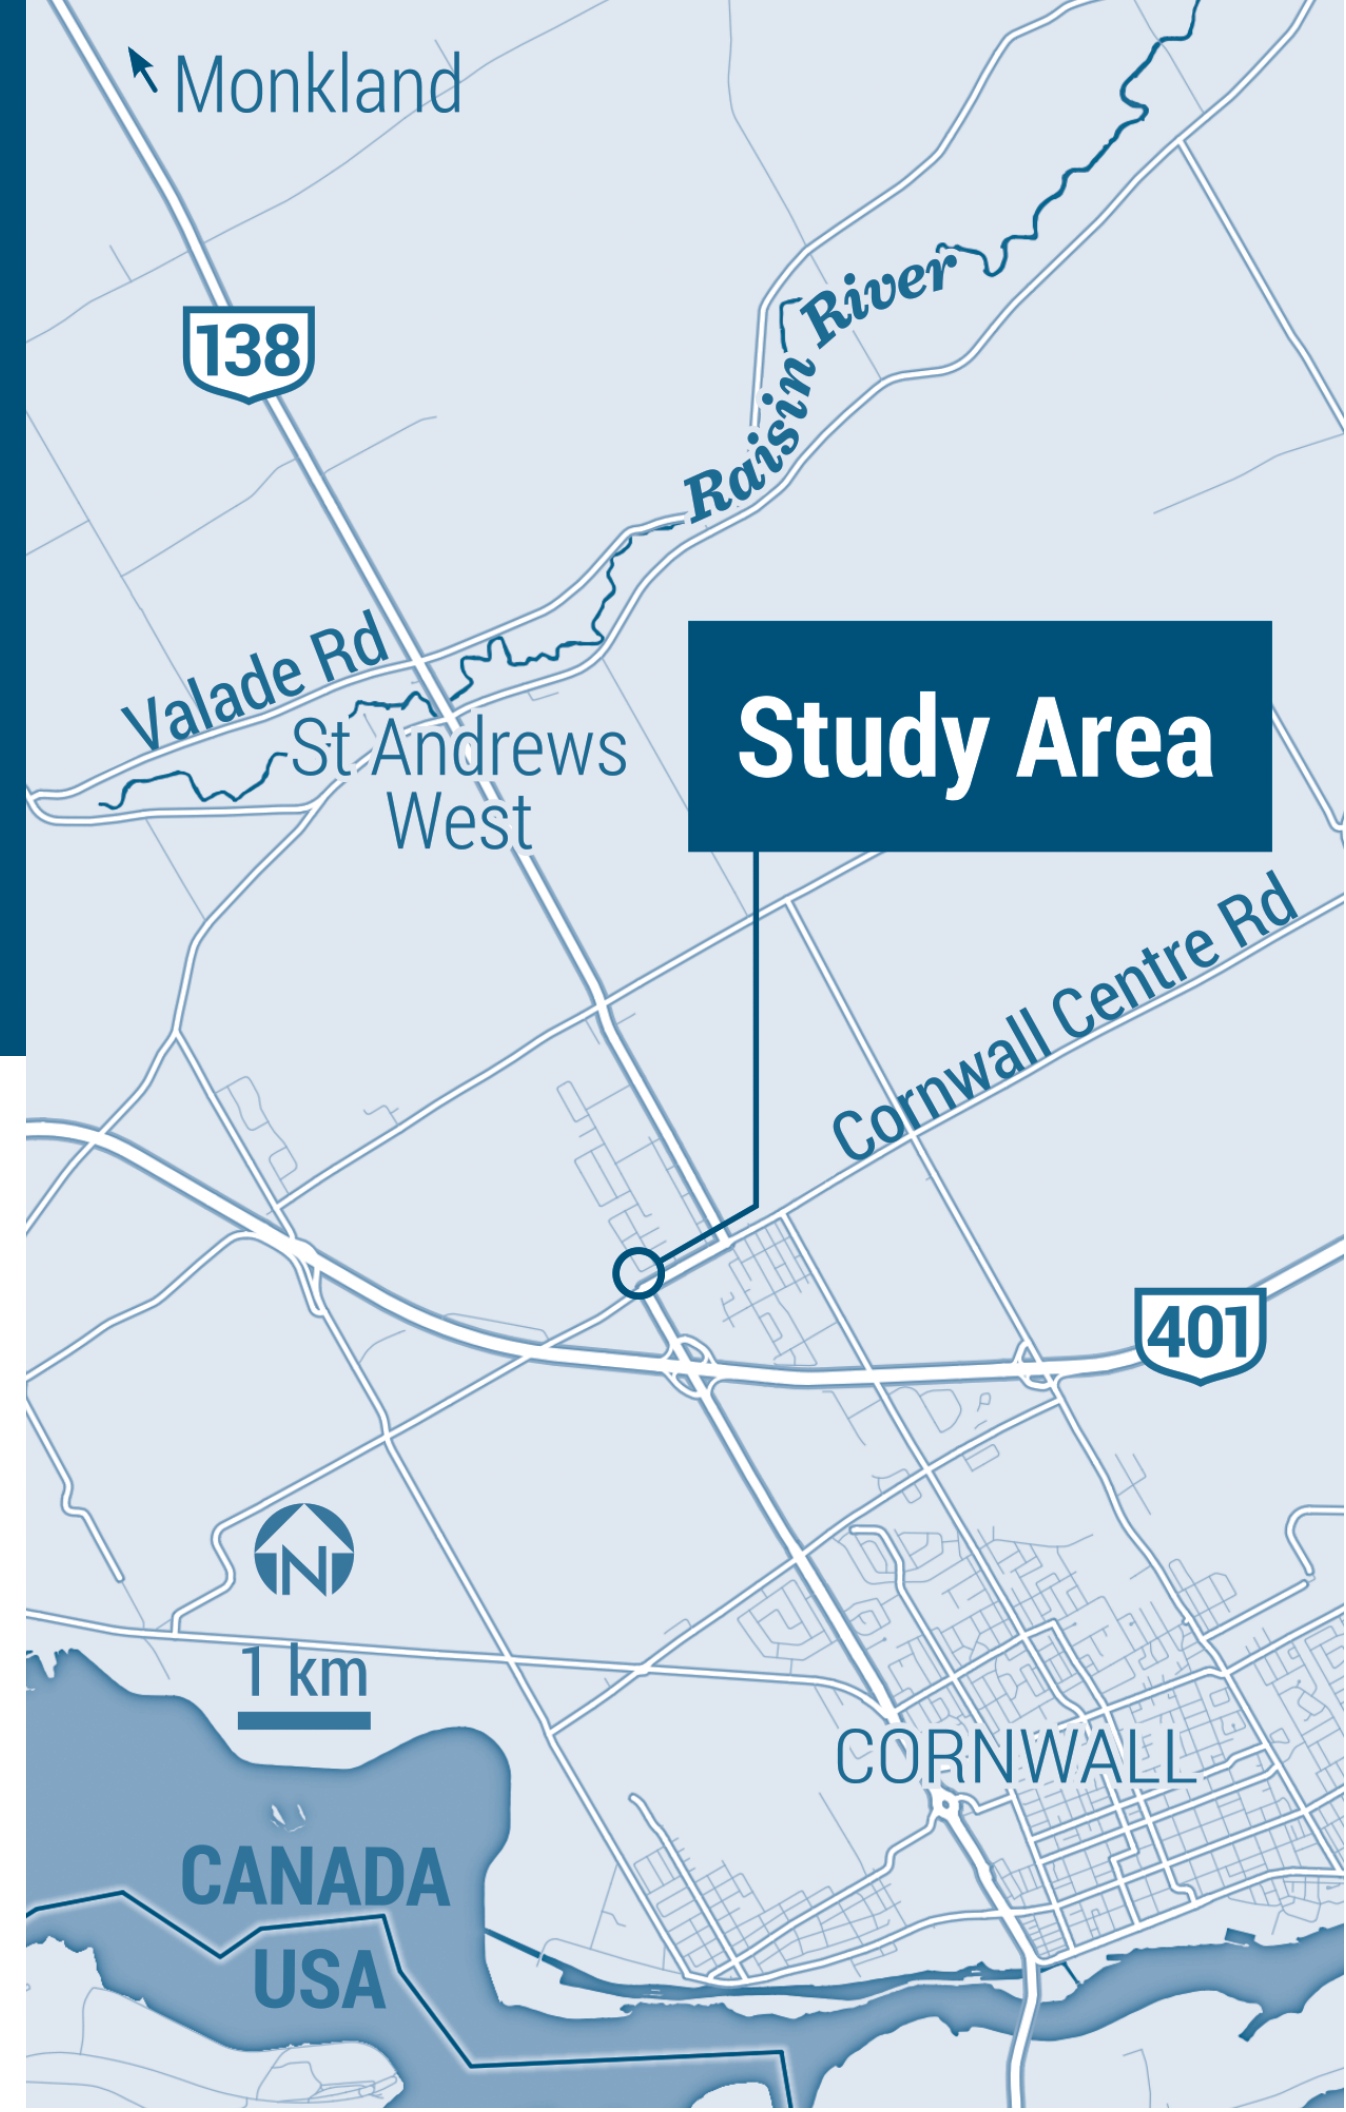 Monkland
138
Raisin River
Valade Rd
St Andrews
West
Study Area
Cornwall Centre Rd
401
N
1 km
CORNWALL
CANADA
USA